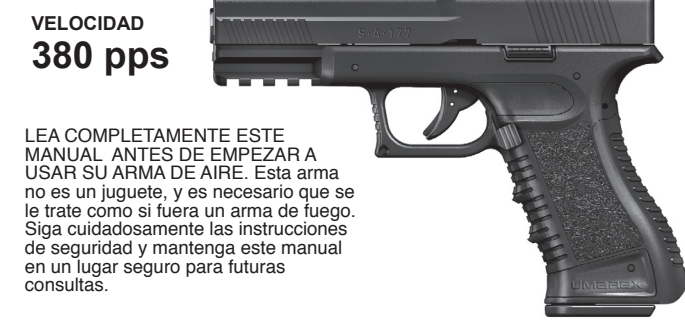 VELOCIDAD
380 pps
S·A·177
LEA COMPLETAMENTE ESTE
MANUAL ANTES DE EMPEZAR A
USAR SU ARMA DE AIRE. Esta arma
no es un juguete, y es necesario que se
le trate como si fuera un arma de fuego.
Siga cuidadosamente las instrucciones
de seguridad y mantenga este manual
en un lugar seguro para futuras
consultas.
UMAREX